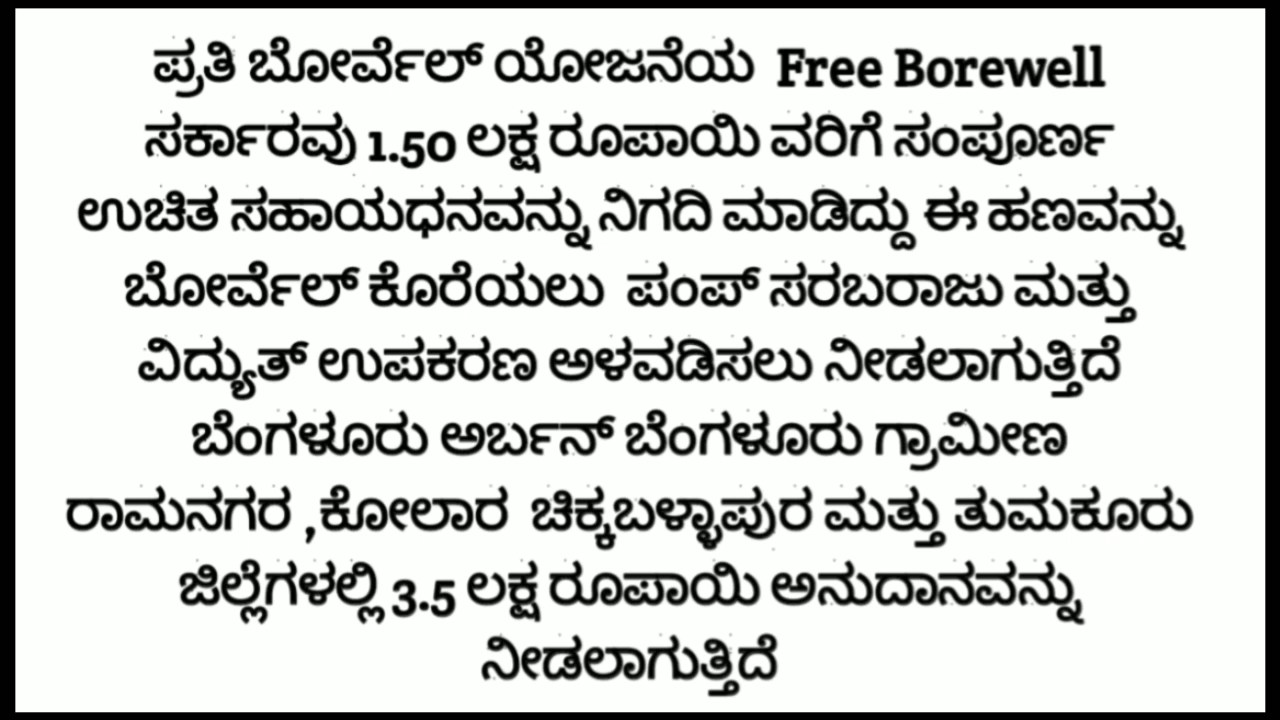 ಪ್ರತಿ ಬೋರ್ವೆಲ್ ಯೋಜನೆಯ Free Borewell
ಸರ್ಕಾರವು 1.50 ಲಕ್ಷ ರೂಪಾಯಿ ವರಿಗೆ ಸಂಪೂರ್ಣ
ಉಚಿತ ಸಹಾಯಧನವನ್ನು ನಿಗದಿ ಮಾಡಿದ್ದು ಈ ಹಣವನ್ನು
ಬೋರ್ವೆಲ್ ಕೊರೆಯಲು ಪಂಪ್ ಸರಬರಾಜು ಮತ್ತು
ವಿದ್ಯುತ್ ಉಪಕರಣ ಅಳವಡಿಸಲು ನೀಡಲಾಗುತ್ತಿದೆ
ಬೆಂಗಳೂರು ಅರ್ಬನ್ ಬೆಂಗಳೂರು ಗ್ರಾಮೀಣ
ರಾಮನಗರ ,ಕೋಲಾರ ಚಿಕ್ಕಬಳ್ಳಾಪುರ ಮತ್ತು ತುಮಕೂರು
ಜಿಲ್ಲೆಗಳಲ್ಲಿ 3.5 ಲಕ್ಷ ರೂಪಾಯಿ ಅನುದಾನವನ್ನು
ನೀಡಲಾಗುತ್ತಿದೆ